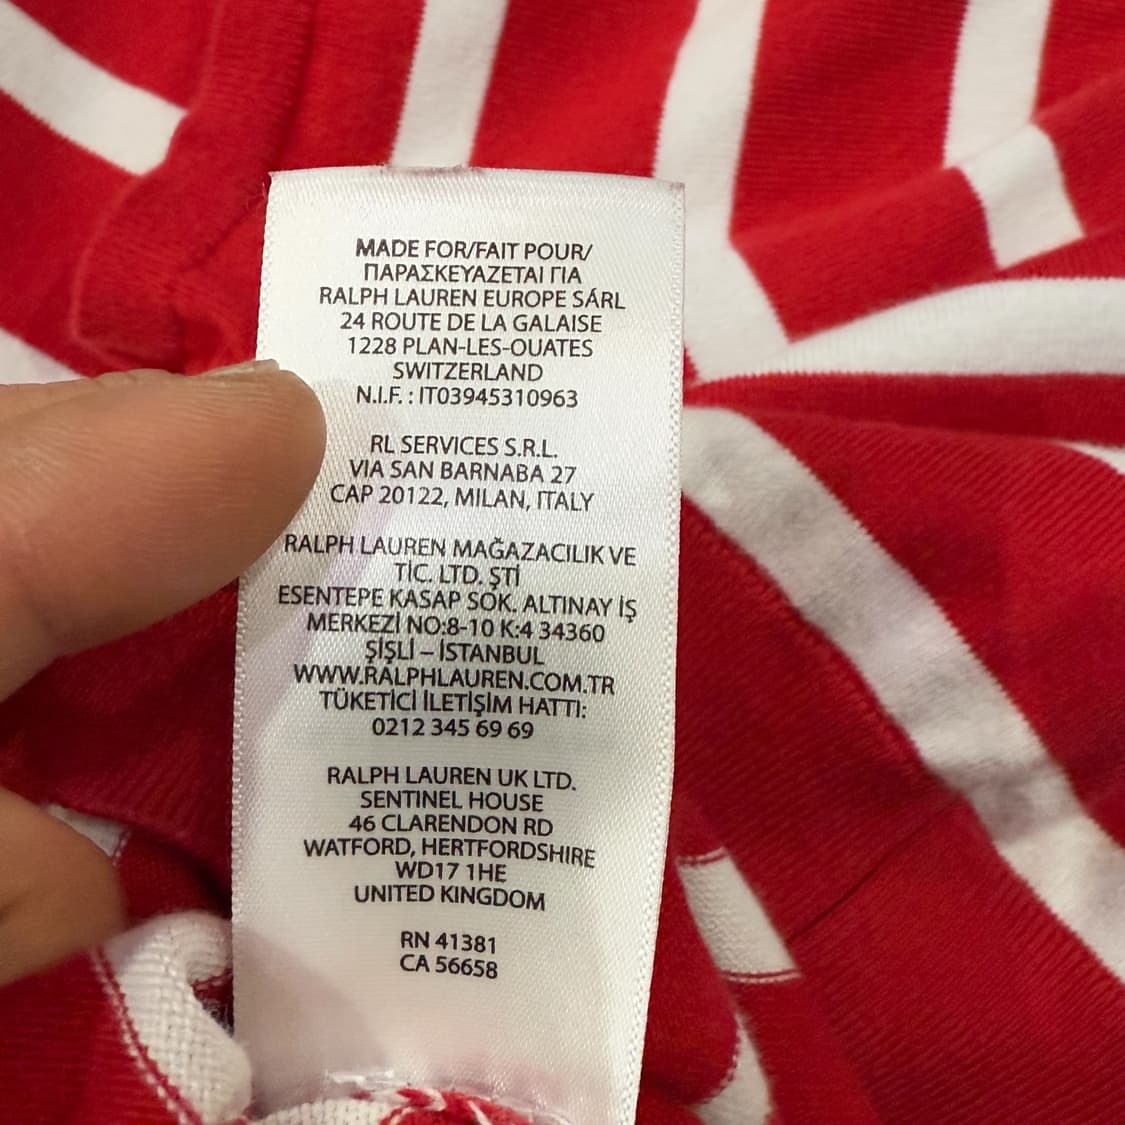 MADE FOR/FAIT POUR/
ΠΑΡΑΣΚΕΥΑΖΕΤΑΙ ΓΙΑ
RALPH LAUREN EUROPE SÁRL
24 ROUTE DE LA GALAISE
1228 PLAN-LES-OUATES
SWITZERLAND
N.I.F. : IT03945310963
RL SERVICES S.R.L.
VIA SAN BARNABA 27
CAP 20122, MILAN, ITALY
RALPH LAUREN MAĞAZACILIK VE
TİC. LTD. ŞTİ
ESENTEPE KASAP SOK. ALTINAY İŞ
MERKEZİ NO:8-10 K:4 34360
ŞİŞLİ – İSTANBUL
WWW.RALPHLAUREN.COM.TR
TÜKETİCİ İLETİŞİM HATTI:
0212 345 69 69
RALPH LAUREN UK LTD.
SENTINEL HOUSE
46 CLARENDON RD
WATFORD, HERTFORDSHIRE
WD17 1HE
UNITED KINGDOM
RN 41381
CA 56658